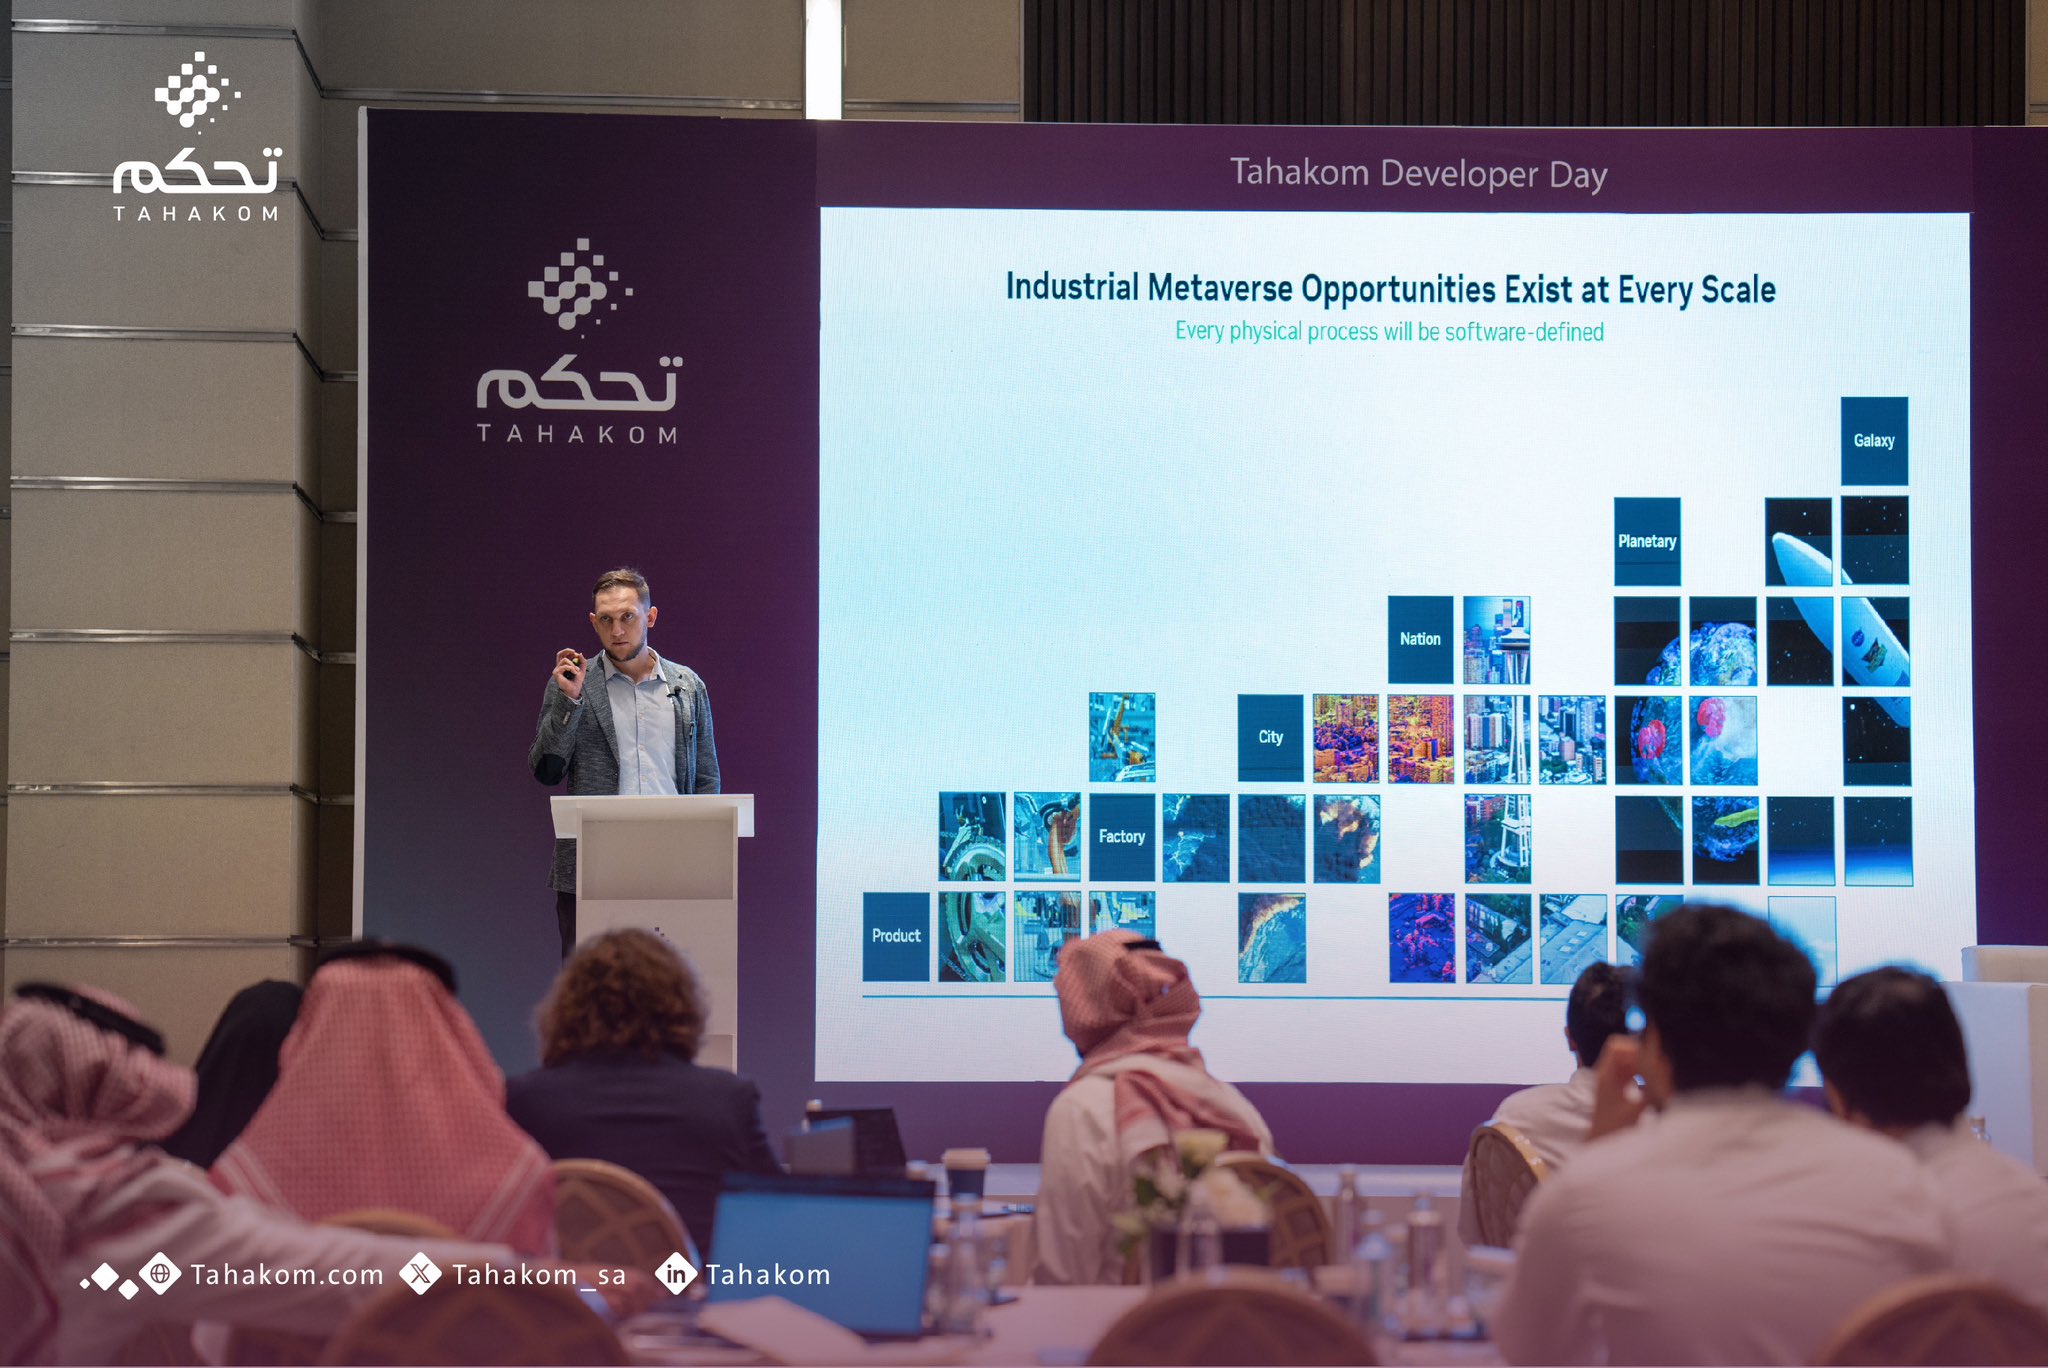 تحكم
TAHAKOM
Tahakom Developer Day
تحكم
TAHAKOM
Industrial Metaverse Opportunities Exist at Every Scale
Every physical process will be software-defined
Galaxy
Planetary
Nation
City
Factory
Product
Tahakom.com
Tahakom_sa
in Tahakom